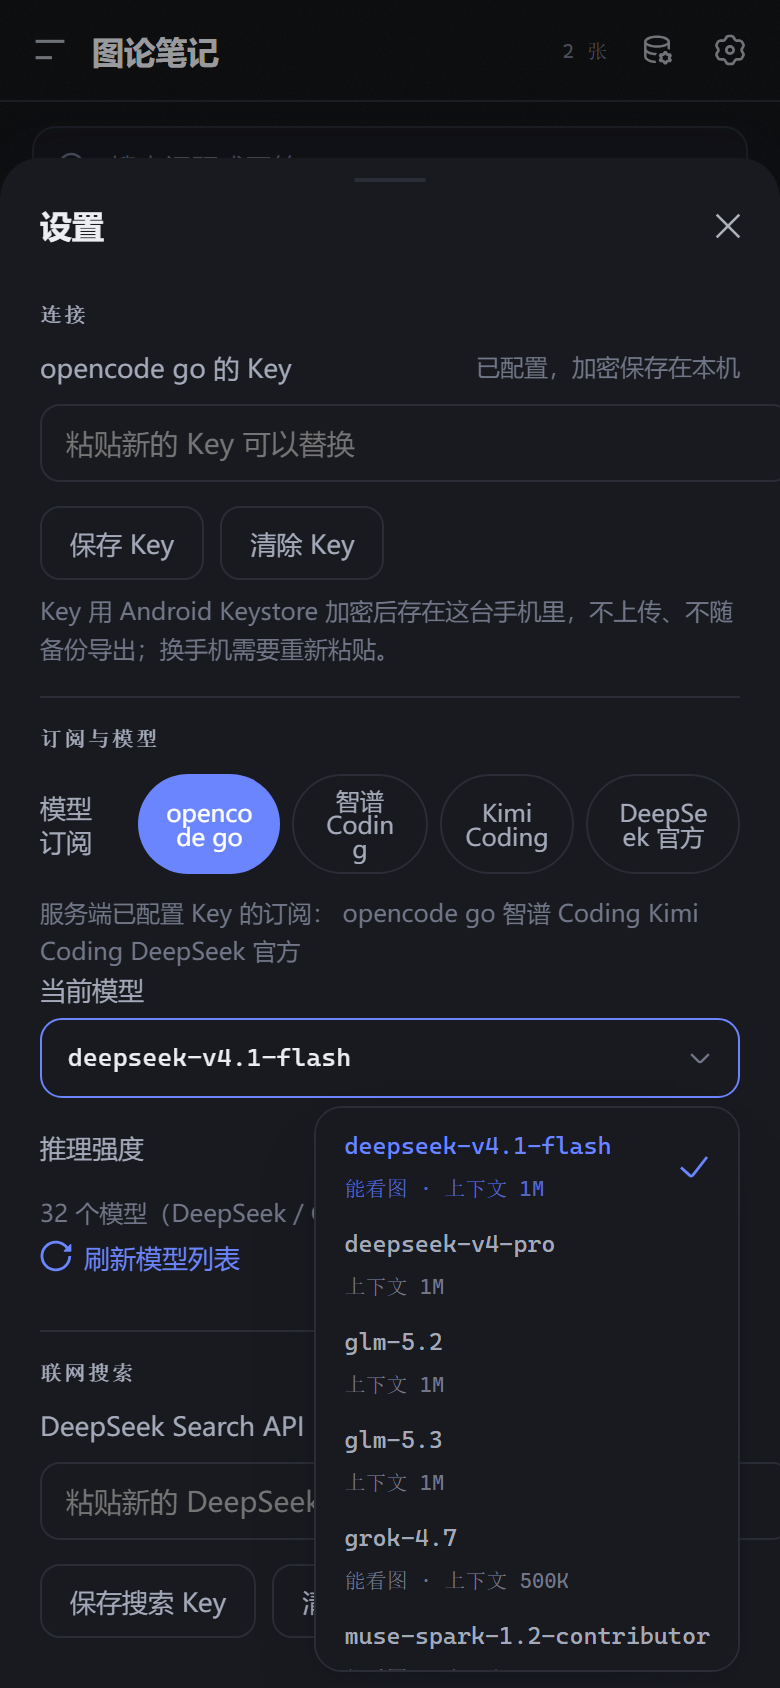 图论笔记
2 张
设置
连接
opencode go 的 Key
已配置，加密保存在本机
粘贴新的 Key 可以替换
保存 Key
清除 Key
Key 用 Android Keystore 加密后存在这台手机里，不上传、不随
备份导出；换手机需要重新粘贴。
订阅与模型
模型
订阅
openco
de go
智谱
Codin
g
Kimi
Coding
DeepSe
ek 官方
服务端已配置 Key 的订阅： opencode go 智谱 Coding Kimi
Coding DeepSeek 官方
当前模型
deepseek-v4.1-flash
deepseek-v4.1-flash
能看图 · 上下文 1M
deepseek-v4-pro
上下文 1M
glm-5.2
上下文 1M
glm-5.3
上下文 1M
grok-4.7
能看图 · 上下文 500K
muse-spark-1.2-contributor
推理强度
32 个模型（DeepSeek /
刷新模型列表
联网搜索
DeepSeek Search API
粘贴新的 DeepSeek
保存搜索 Key